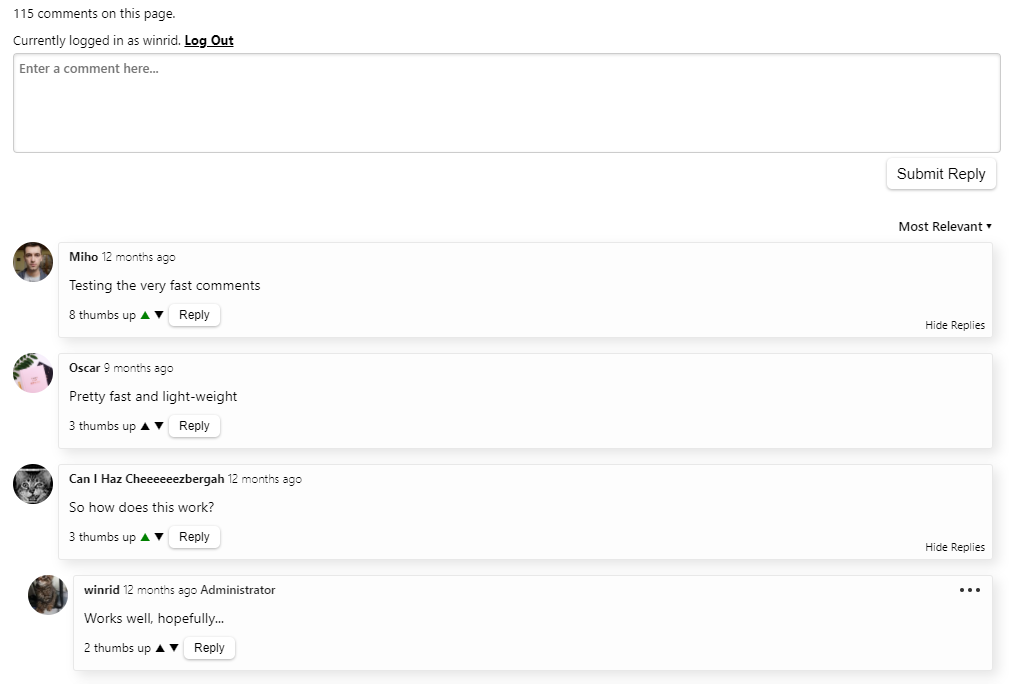 115 comments on this page.
Currently logged in as winrid. Log Out
Enter a comment here...
Submit Reply
Most Relevant ▾
Miho 12 months ago
Testing the very fast comments
8 thumbs up ▲ ▼ Reply
Hide Replies
Oscar 9 months ago
Pretty fast and light-weight
3 thumbs up ▲ ▼ Reply
Can I Haz Cheeeeeezbergah 12 months ago
So how does this work?
3 thumbs up ▲ ▼ Reply
Hide Replies
winrid 12 months ago Administrator
Works well, hopefully...
2 thumbs up ▲ ▼ Reply